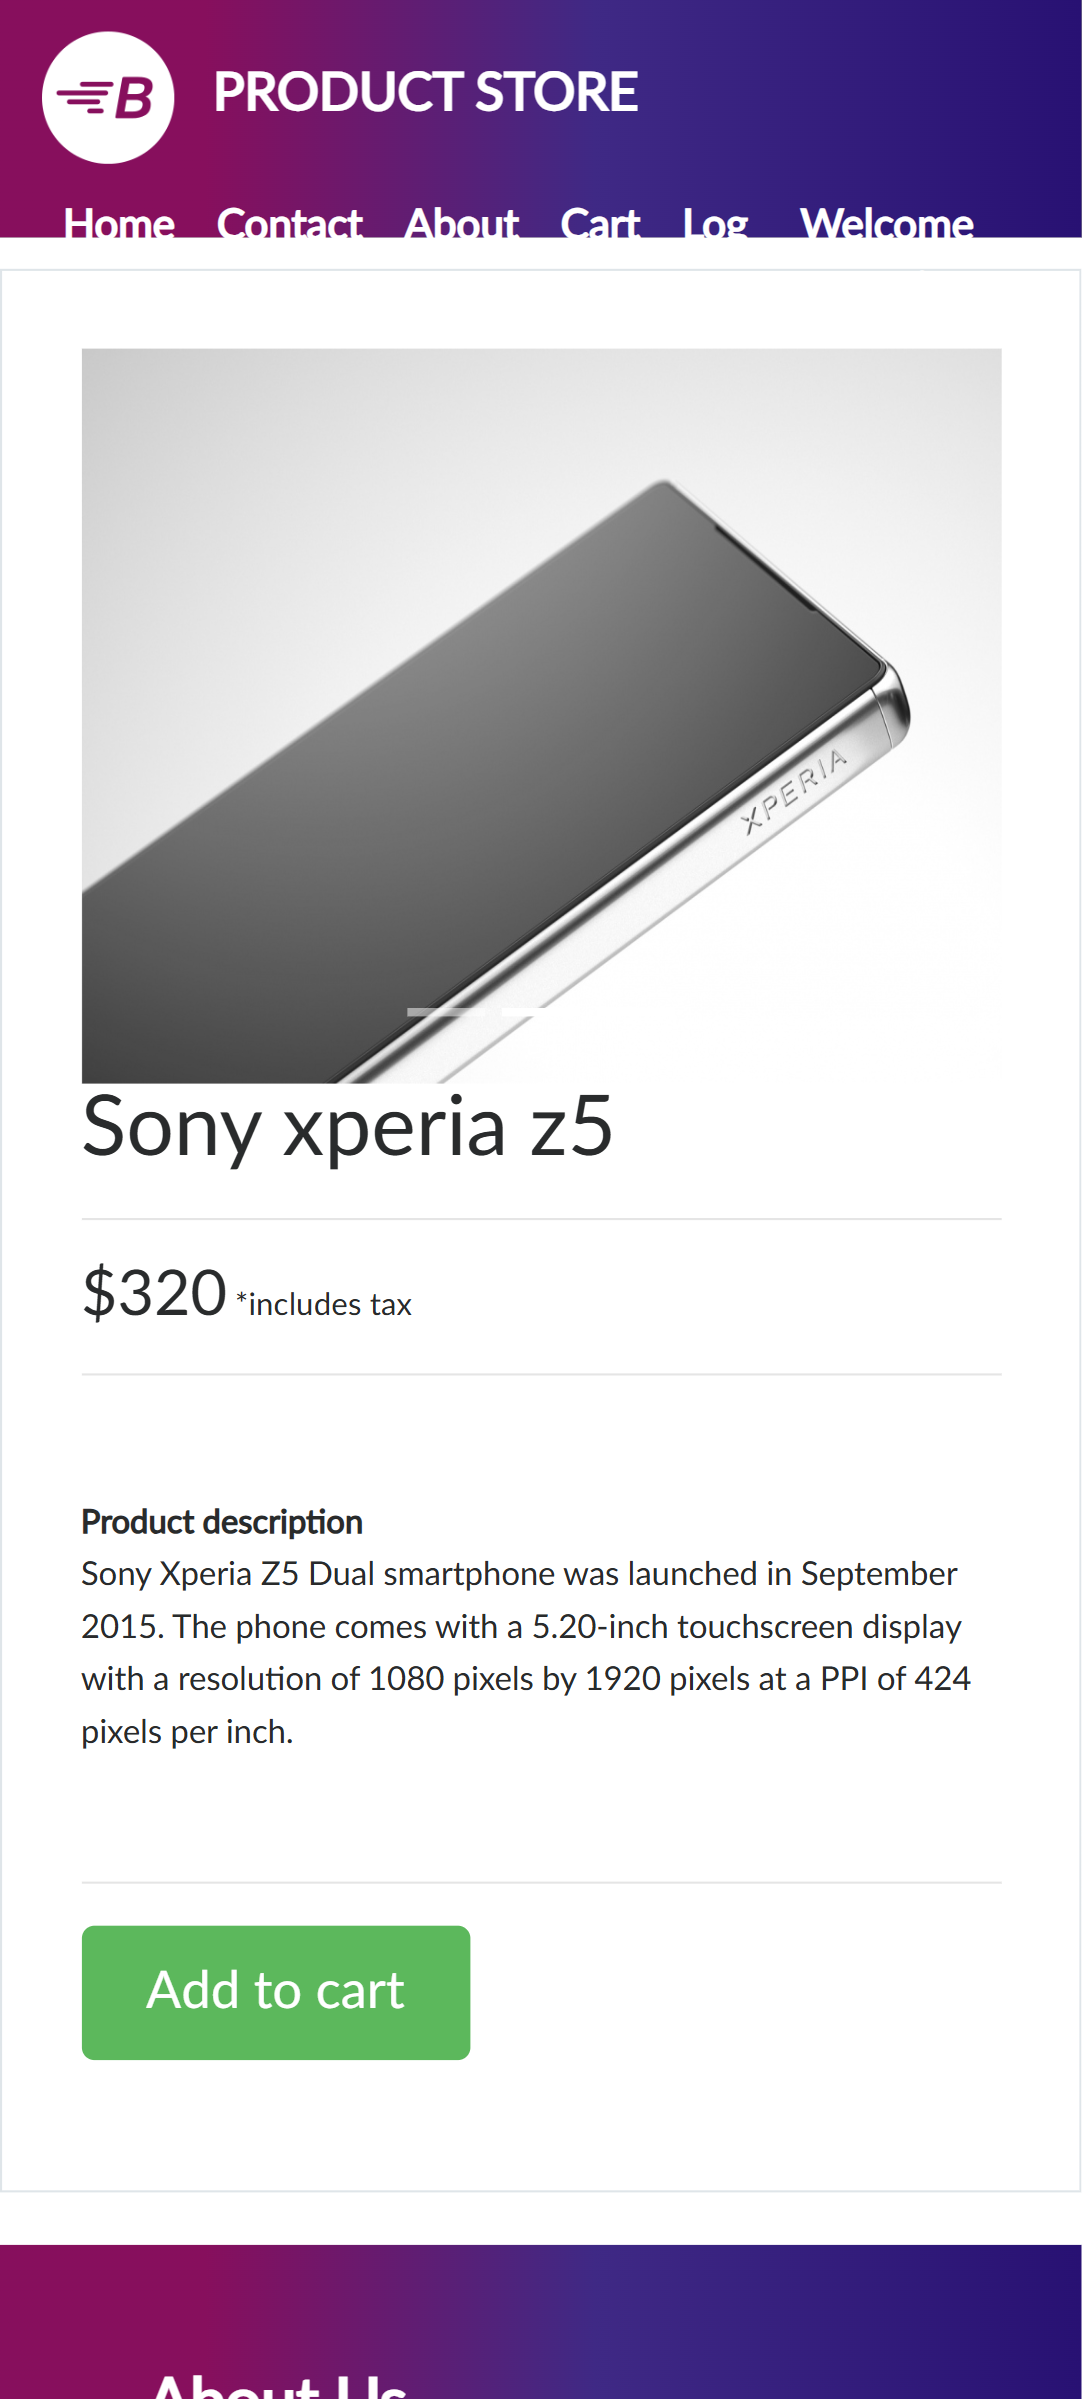 B
PRODUCT STORE
Home Contact About Cart Log Welcome
XPERIA
Sony xperia z5
$320 *includes tax
Product description
Sony Xperia Z5 Dual smartphone was launched in September
2015. The phone comes with a 5.20-inch touchscreen display
with a resolution of 1080 pixels by 1920 pixels at a PPI of 424
pixels per inch.
Add to cart
About Us